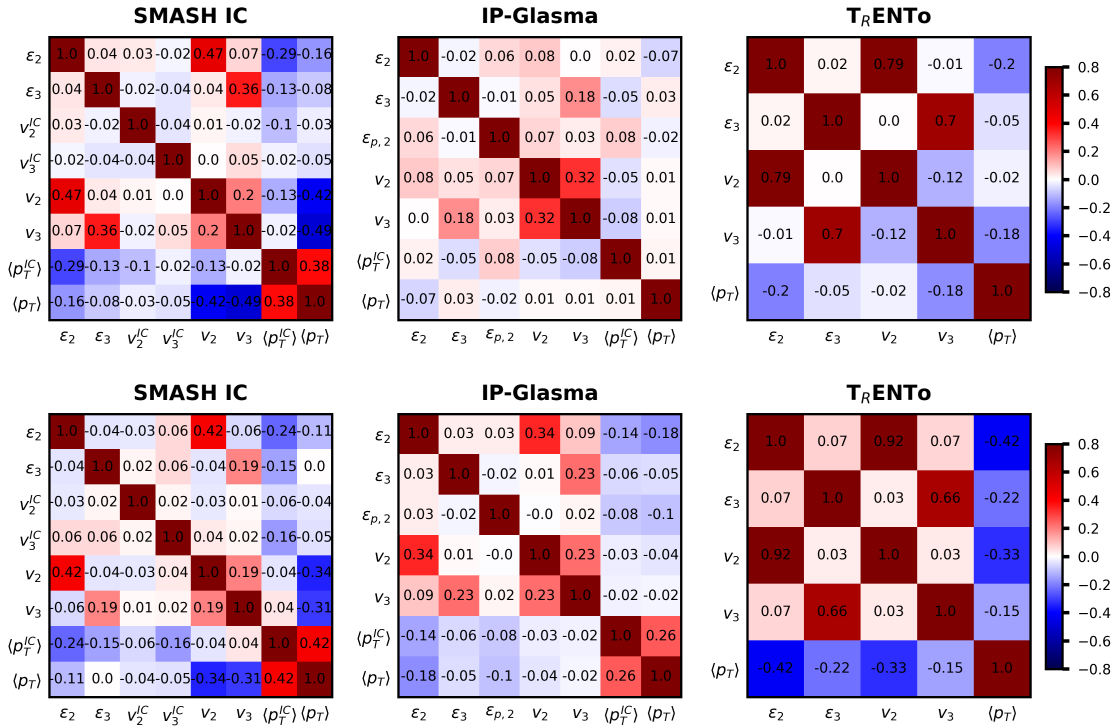 SMASH IC IP-Glasma TRENTo
ε2 1.0 0.04 0.03 -0.02 0.47 0.07 -0.29 -0.16
ε3 0.04 1.0 -0.02 -0.04 0.04 0.36 -0.13 -0.08
v2^IC 0.03 -0.02 1.0 -0.04 0.01 -0.02 -0.1 -0.03
v3^IC -0.02 -0.04 -0.04 1.0 0.0 0.05 -0.02 -0.05
v2 0.47 0.04 0.01 0.0 1.0 0.2 -0.13 -0.42
v3 0.07 0.36 -0.02 0.05 0.2 1.0 -0.02 -0.49
⟨pT^IC⟩ -0.29 -0.13 -0.1 -0.02 -0.13 -0.02 1.0 0.38
⟨pT⟩ -0.16 -0.08 -0.03 -0.05 -0.42 -0.49 0.38 1.0
ε2 ε3 v2^IC v3^IC v2 v3 ⟨pT^IC⟩ ⟨pT⟩
ε2 1.0 -0.02 0.06 0.08 0.0 0.02 -0.07
ε3 -0.02 1.0 -0.01 0.05 0.18 -0.05 0.03
εp,2 0.06 -0.01 1.0 0.07 0.03 0.08 -0.02
v2 0.08 0.05 0.07 1.0 0.32 -0.05 0.01
v3 0.0 0.18 0.03 0.32 1.0 -0.08 0.01
⟨pT^IC⟩ 0.02 -0.05 0.08 -0.05 -0.08 1.0 0.01
⟨pT⟩ -0.07 0.03 -0.02 0.01 0.01 0.01 1.0
ε2 ε3 εp,2 v2 v3 ⟨pT^IC⟩ ⟨pT⟩
ε2 1.0 0.02 0.79 -0.01 -0.2
ε3 0.02 1.0 0.0 0.7 -0.05
v2 0.79 0.0 1.0 -0.12 -0.02
v3 -0.01 0.7 -0.12 1.0 -0.18
⟨pT⟩ -0.2 -0.05 -0.02 -0.18 1.0
ε2 ε3 v2 v3 ⟨pT⟩
0.8
0.6
0.4
0.2
0.0
−0.2
−0.4
−0.6
−0.8
SMASH IC IP-Glasma TRENTo
ε2 1.0 -0.04 -0.03 0.06 0.42 -0.06 -0.24 -0.11
ε3 -0.04 1.0 0.02 0.06 -0.04 0.19 -0.15 0.0
v2^IC -0.03 0.02 1.0 0.02 -0.03 0.01 -0.06 -0.04
v3^IC 0.06 0.06 0.02 1.0 0.04 0.02 -0.16 -0.05
v2 0.42 -0.04 -0.03 0.04 1.0 0.19 -0.04 -0.34
v3 -0.06 0.19 0.01 0.02 0.19 1.0 0.04 -0.31
⟨pT^IC⟩ -0.24 -0.15 -0.06 -0.16 -0.04 0.04 1.0 0.42
⟨pT⟩ -0.11 0.0 -0.04 -0.05 -0.34 -0.31 0.42 1.0
ε2 ε3 v2^IC v3^IC v2 v3 ⟨pT^IC⟩ ⟨pT⟩
ε2 1.0 0.03 0.03 0.34 0.09 -0.14 -0.18
ε3 0.03 1.0 -0.02 0.01 0.23 -0.06 -0.05
εp,2 0.03 -0.02 1.0 -0.0 0.02 -0.08 -0.1
v2 0.34 0.01 -0.0 1.0 0.23 -0.03 -0.04
v3 0.09 0.23 0.02 0.23 1.0 -0.02 -0.02
⟨pT^IC⟩ -0.14 -0.06 -0.08 -0.03 -0.02 1.0 0.26
⟨pT⟩ -0.18 -0.05 -0.1 -0.04 -0.02 0.26 1.0
ε2 ε3 εp,2 v2 v3 ⟨pT^IC⟩ ⟨pT⟩
ε2 1.0 0.07 0.92 0.07 -0.42
ε3 0.07 1.0 0.03 0.66 -0.22
v2 0.92 0.03 1.0 0.03 -0.33
v3 0.07 0.66 0.03 1.0 -0.15
⟨pT⟩ -0.42 -0.22 -0.33 -0.15 1.0
ε2 ε3 v2 v3 ⟨pT⟩
0.8
0.6
0.4
0.2
0.0
−0.2
−0.4
−0.6
−0.8